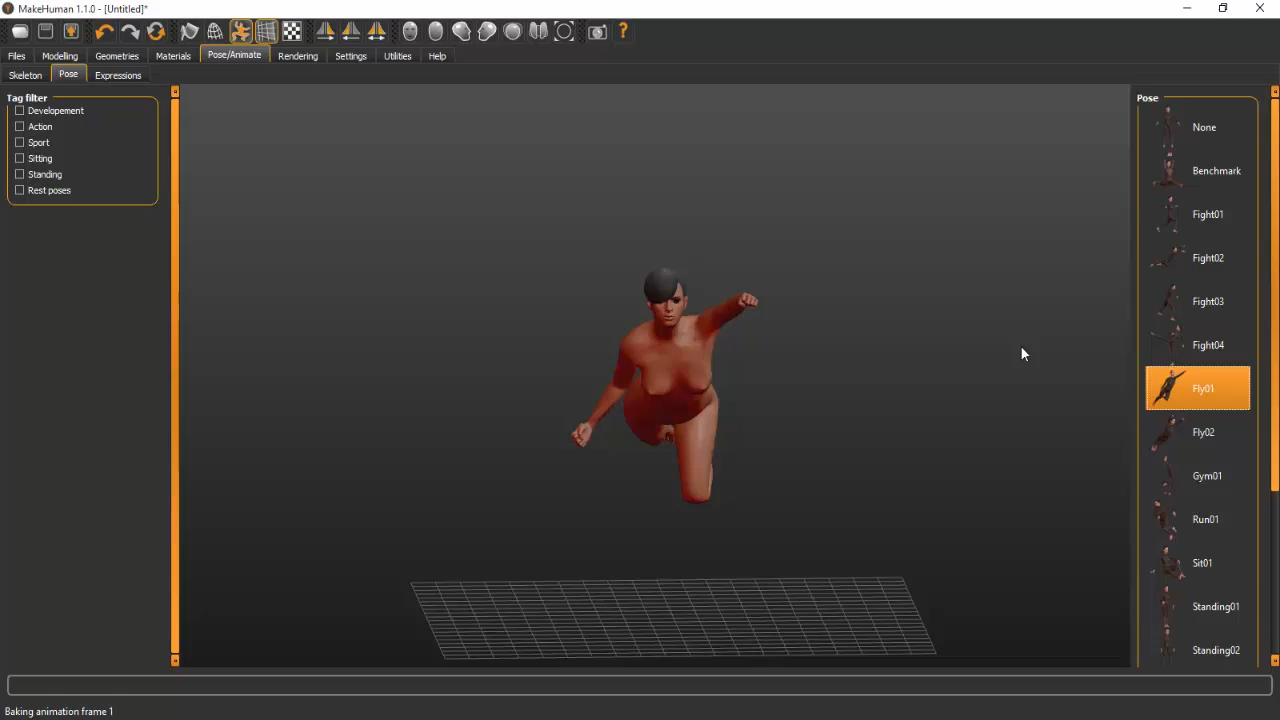 MakeHuman 1.1.0 - [Untitled]*
Files Modelling Geometries Materials Pose/Animate Rendering Settings Utilities Help
Skeleton Pose Expressions
Tag filter
Developement
Action
Sport
Sitting
Standing
Rest poses
Pose
None
Benchmark
Fight01
Fight02
Fight03
Fight04
Fly01
Fly02
Gym01
Run01
Sit01
Standing01
Standing02
Baking animation frame 1